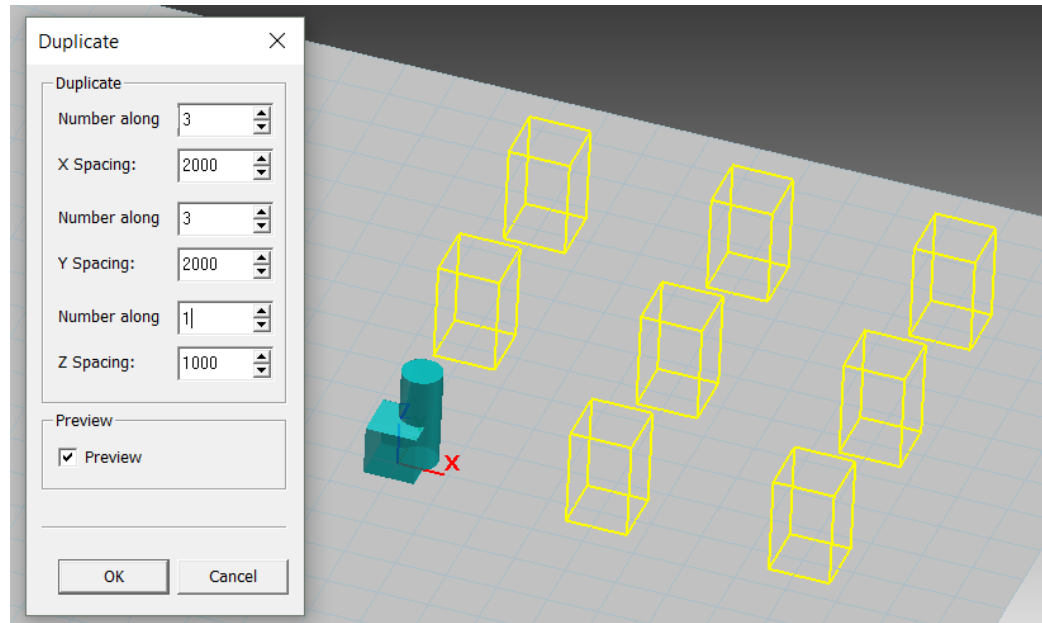 Duplicate
Duplicate
Number along 3
X Spacing: 2000
Number along 3
Y Spacing: 2000
Number along 1
Z Spacing: 1000
Preview
Preview
OK Cancel
Z
X